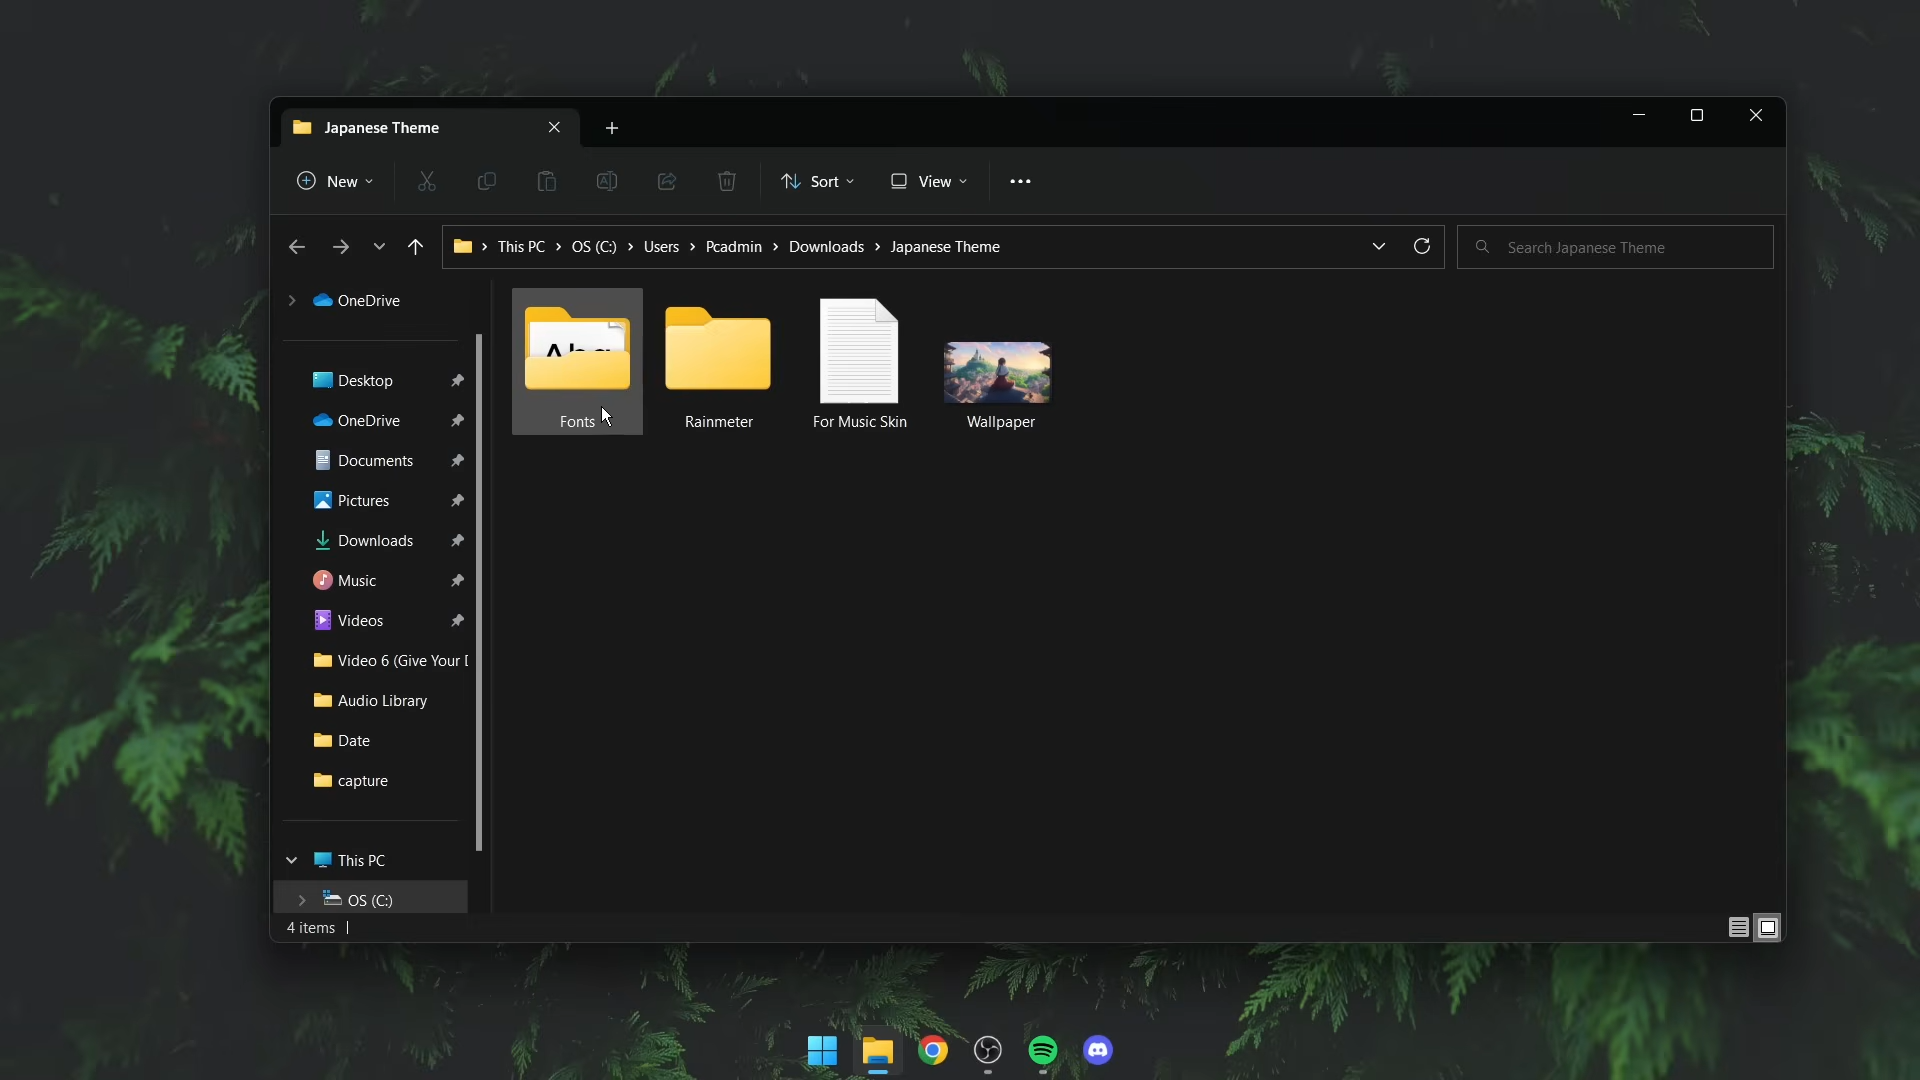 Japanese Theme
New
Sort
View
This PC
OS (C:)
Users
Pcadmin
Downloads
Japanese Theme
Search Japanese Theme
OneDrive
Desktop
OneDrive
Documents
Pictures
Downloads
Music
Videos
Video 6 (Give Your
Audio Library
Date
capture
This PC
OS (C:)
Fonts
Rainmeter
For Music Skin
Wallpaper
4 items